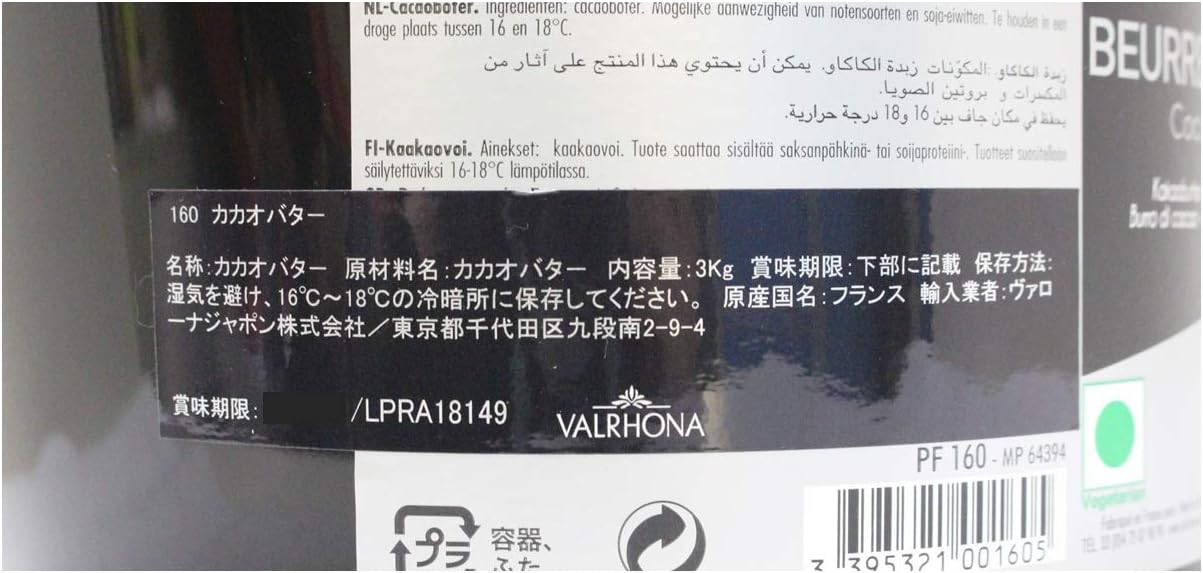 NL-Cacaoboter. Ingrediënten: cacaoboter. Mogelijke aanwezigheid van notensoorten en soja-eiwitten. Te houden in een
droge plaats tussen 16 en 18°C.
زبدة الكاكاو. المكوّنات: زبدة الكاكاو. يمكن أن يحتوي هذا المنتج على آثار من
المكسرات و بروتين الصويا.
يحفظ في مكان جاف بين 16 و18 درجة حرارية.
FI-Kaakaovoi. Ainekset: kaakaovoi. Tuote saattaa sisältää saksanpähkinä- tai soijaproteiini-. Tuotteet suositellaan
säilytettäviksi 16-18°C lämpötilassa.
160 カカオバター
名称:カカオバター 原材料名:カカオバター 内容量:3Kg 賞味期限:下部に記載 保存方法:
湿気を避け、16℃～18℃の冷暗所に保存してください。 原産国名:フランス 輸入業者:ヴァロ
ーナジャポン株式会社／東京都千代田区九段南2-9-4
賞味期限: /LPRA18149
VALRHONA
PF 160 - MP 64394
プラ
容器、
ふた
3 395321 001605
BEURR
Burro di cacao
Vegetarian